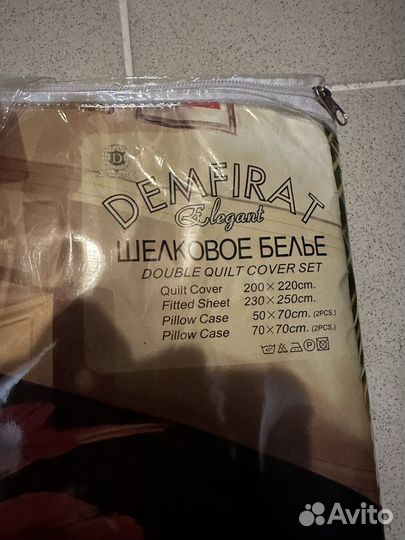 D
DEMFIRAT
Elegant
ШЕЛКОВОЕ БЕЛЬЕ
DOUBLE QUILT COVER SET
Quilt Cover 200×220cm.
Fitted Sheet 230×250cm.
Pillow Case 50×70cm. (2PCS.)
Pillow Case 70×70cm. (2PCS.)
P
Avito